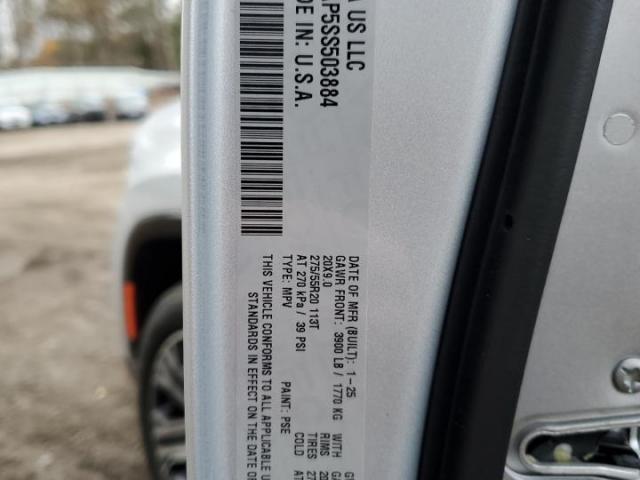 A US LLC
DE IN: U.S.A.
P5SS503884
DATE OF MFR (BUILT): 1-25
GAWR FRONT: 3900 LB / 1770 KG WITH
20X9.0 RIMS
275/55R20 113T TIRES
AT 270 kPa / 39 PSI COLD AT
TYPE: MPV PAINT: PSE
THIS VEHICLE CONFORMS TO ALL APPLICABLE
STANDARDS IN EFFECT ON THE DATE OF